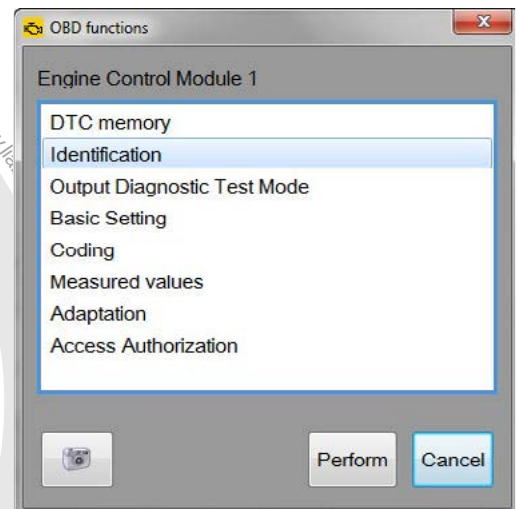 OBD functions
Engine Control Module 1
DTC memory
Identification
Output Diagnostic Test Mode
Basic Setting
Coding
Measured values
Adaptation
Access Authorization
Perform
Cancel